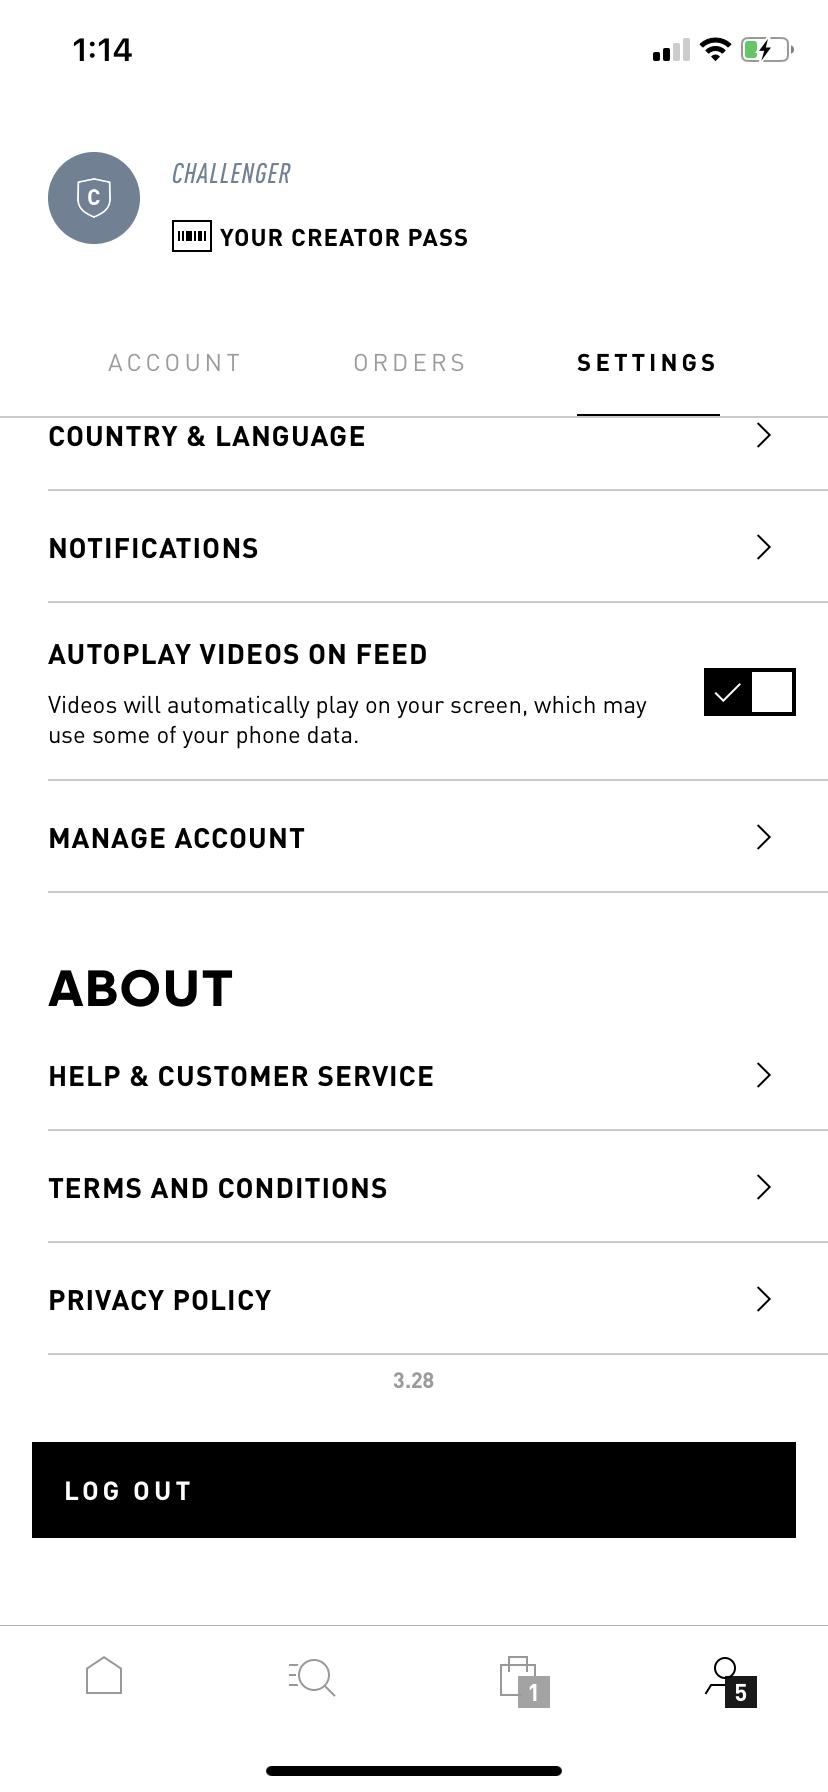 1:14
C
CHALLENGER
YOUR CREATOR PASS
ACCOUNT ORDERS SETTINGS
COUNTRY & LANGUAGE
NOTIFICATIONS
AUTOPLAY VIDEOS ON FEED
Videos will automatically play on your screen, which may
use some of your phone data.
MANAGE ACCOUNT
ABOUT
HELP & CUSTOMER SERVICE
TERMS AND CONDITIONS
PRIVACY POLICY
3.28
LOG OUT
1 5